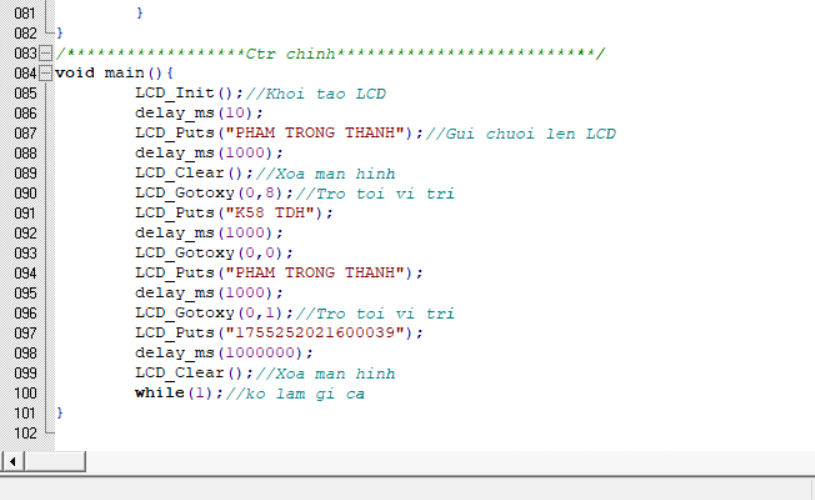 081 }
082 }
083 /******************Ctr chinh**************************/
084 void main(){
085 LCD_Init();//Khoi tao LCD
086 delay_ms(10);
087 LCD_Puts("PHAM TRONG THANH");//Gui chuoi len LCD
088 delay_ms(1000);
089 LCD_Clear();//Xoa man hinh
090 LCD_Gotoxy(0,8);//Tro toi vi tri
091 LCD_Puts("K58 TDH");
092 delay_ms(1000);
093 LCD_Gotoxy(0,0);
094 LCD_Puts("PHAM TRONG THANH");
095 delay_ms(1000);
096 LCD_Gotoxy(0,1);//Tro toi vi tri
097 LCD_Puts("1755252021600039");
098 delay_ms(1000000);
099 LCD_Clear();//Xoa man hinh
100 while(1);//ko lam gi ca
101 }
102